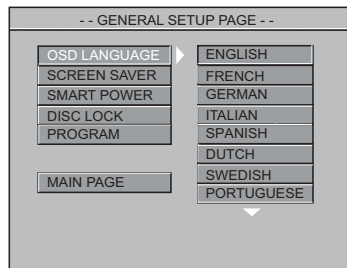 - - GENERAL SETUP PAGE - -
OSD LANGUAGE
SCREEN SAVER
SMART POWER
DISC LOCK
PROGRAM
MAIN PAGE
ENGLISH
FRENCH
GERMAN
ITALIAN
SPANISH
DUTCH
SWEDISH
PORTUGUESE